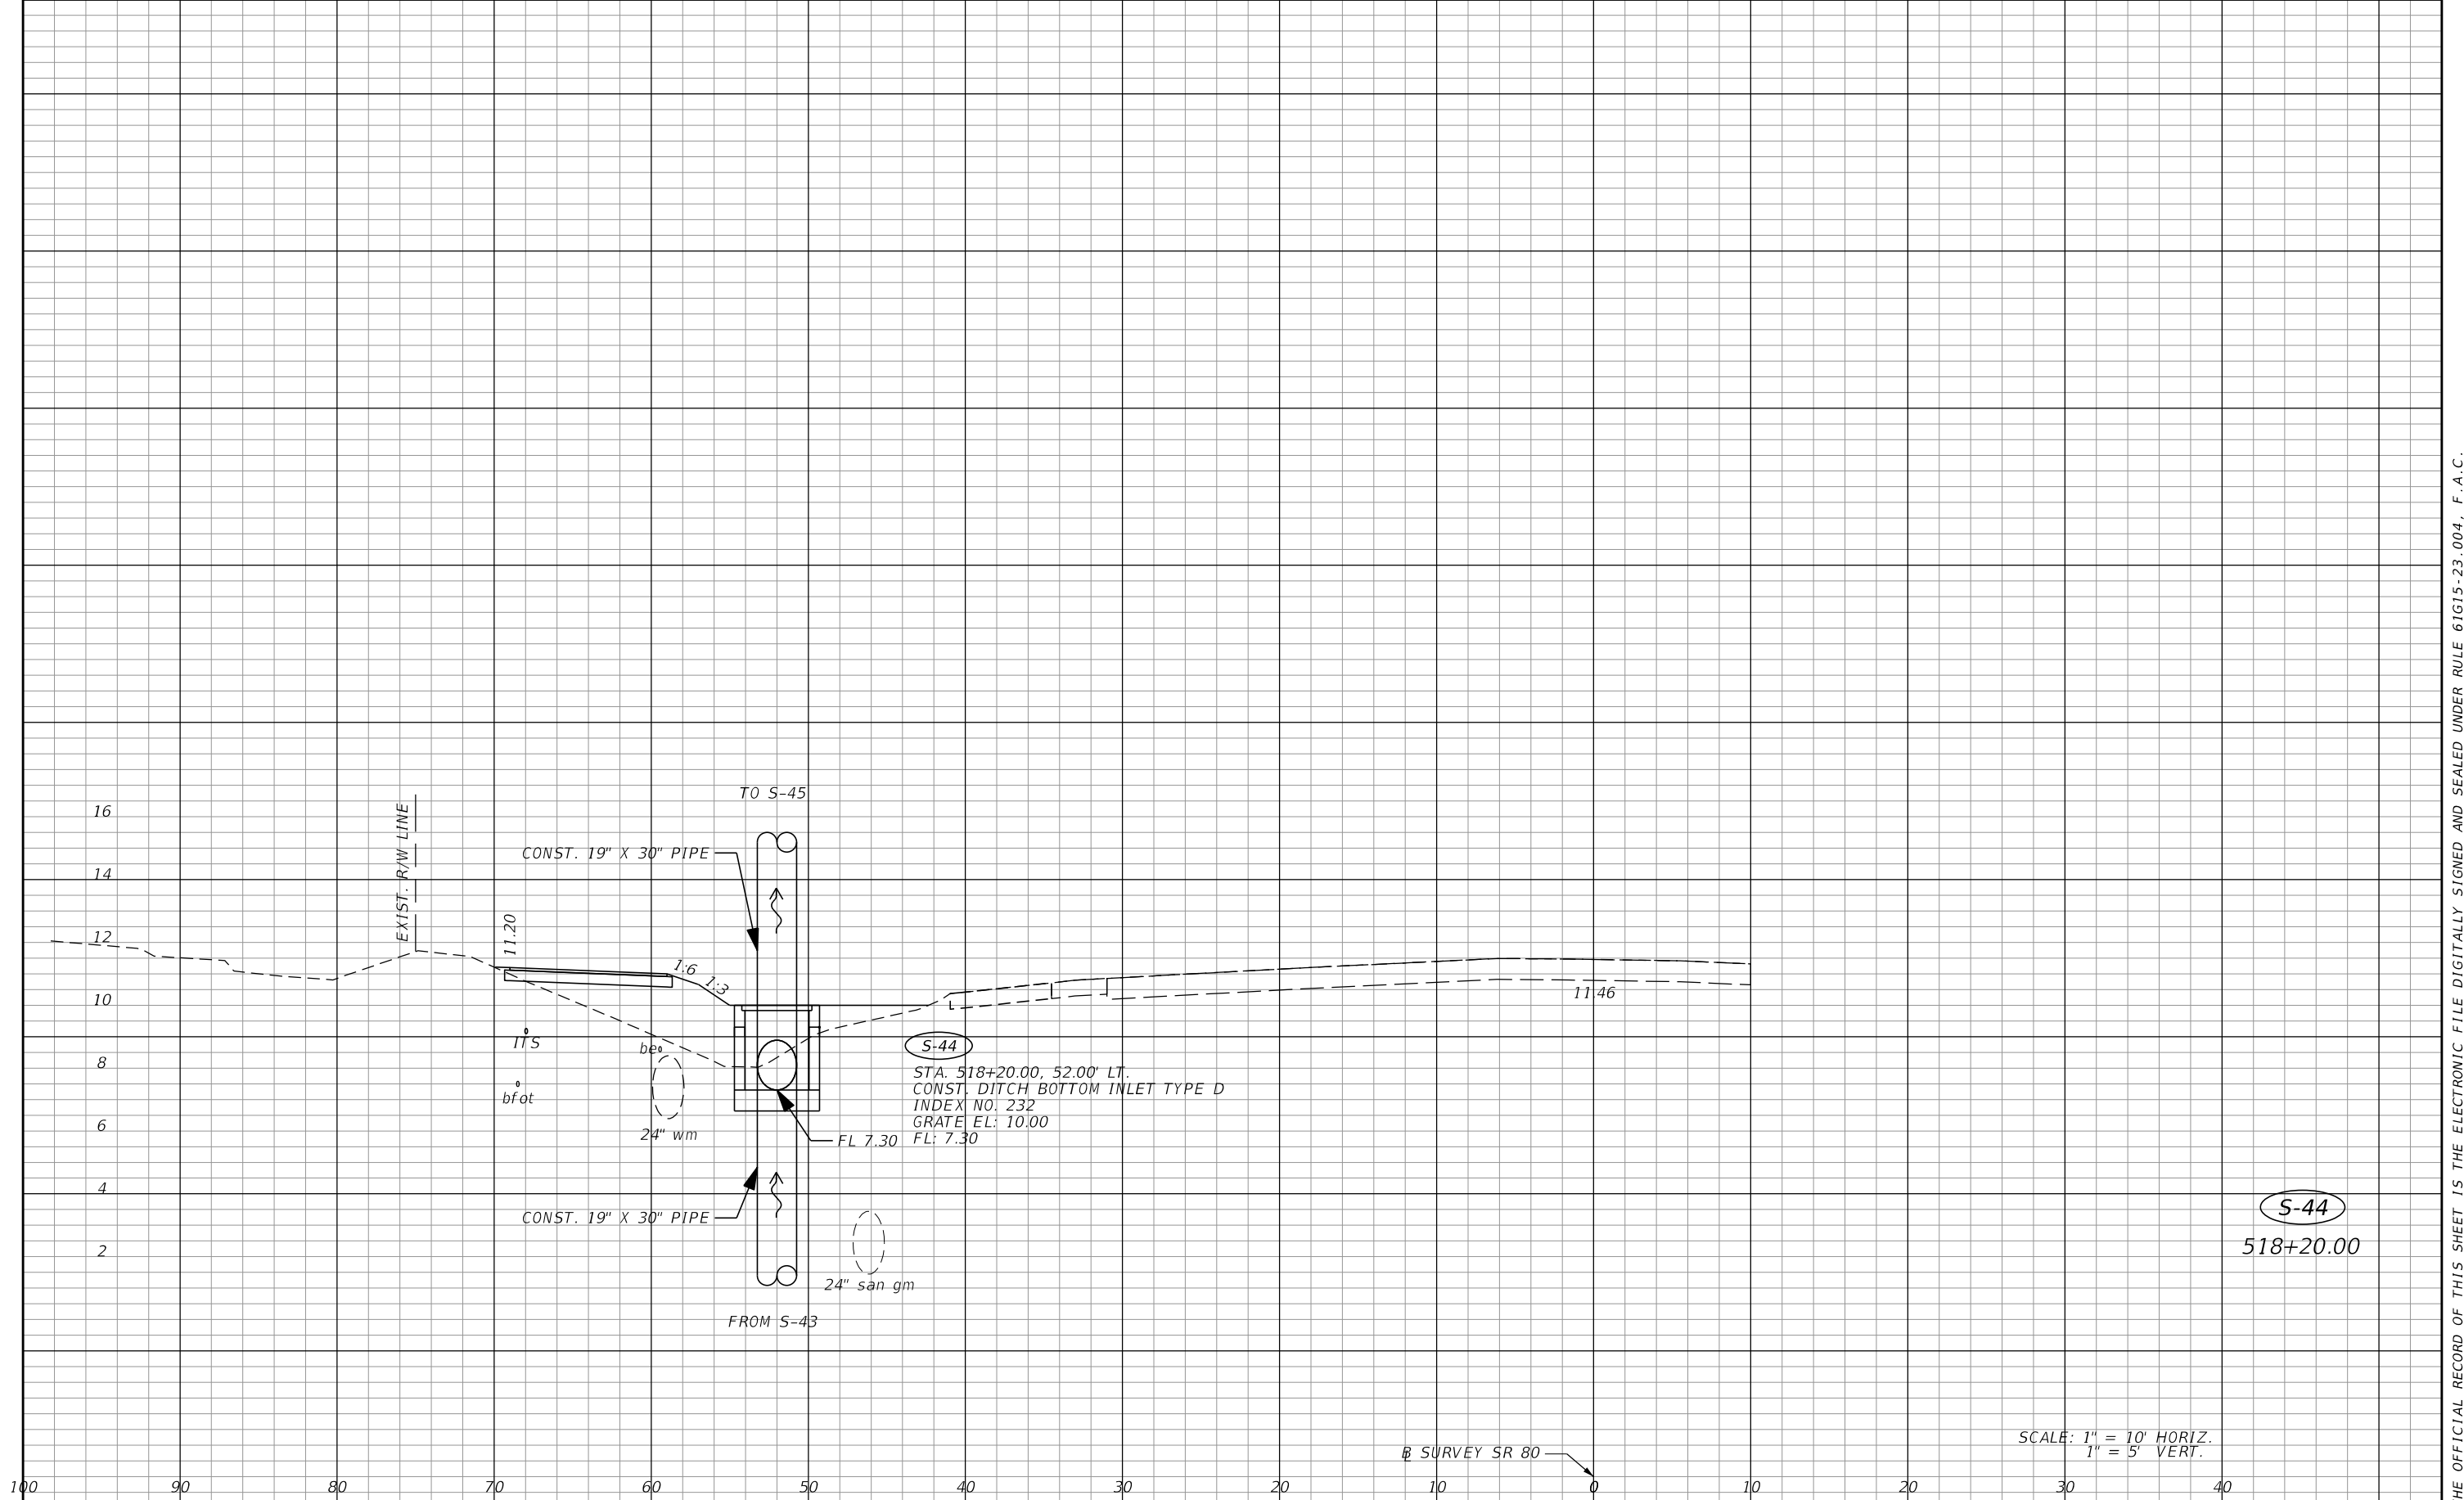 TO S-45
16
EXIST. R/W LINE
CONST. 19" X 30" PIPE
14
11.20
12
1:6
1:3
10
11.46
ITS
be
S-44
8
STA. 518+20.00, 52.00' LT.
CONST. DITCH BOTTOM INLET TYPE D
INDEX NO. 232
GRATE EL: 10.00
FL: 7.30
bfot
6
24" wm
FL 7.30
4
CONST. 19" X 30" PIPE
S-44
518+20.00
2
24" san gm
FROM S-43
SCALE: 1" = 10' HORIZ.
1" = 5' VERT.
B SURVEY SR 80
100 90 80 70 60 50 40 30 20 10 0 10 20 30 40
HE OFFICIAL RECORD OF THIS SHEET IS THE ELECTRONIC FILE DIGITALLY SIGNED AND SEALED UNDER RULE 61G15-23.004, F.A.C.